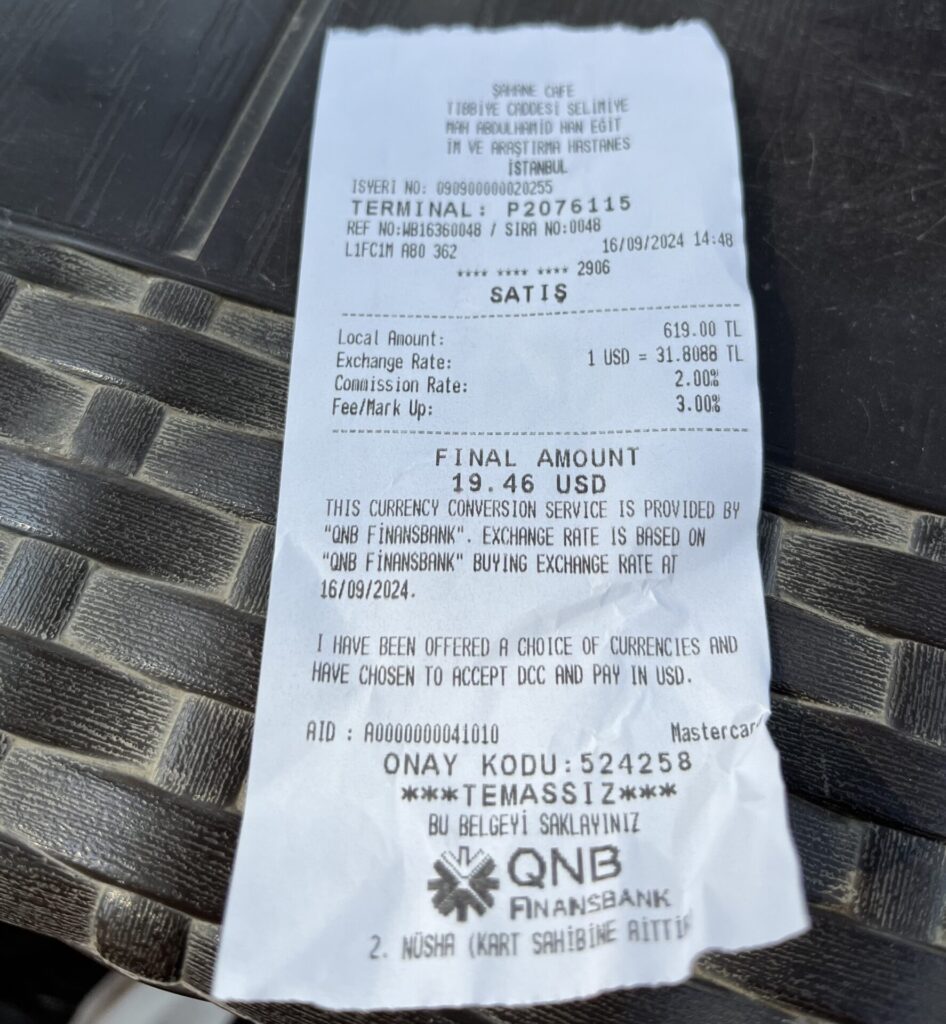 ŞAHANE CAFE
TIBBİYE CADDESİ SELİMİYE
MAH ABDULHAMİD HAN EĞİT
İM VE ARAŞTIRMA HASTANES
İSTANBUL
ISYERİ NO: 090900000020255
TERMINAL: P2076115
REF NO:WB16360048 / SIRA NO:0048
L1FC1M A80 362 16/09/2024 14:48
**** **** **** 2906
SATIŞ
Local Amount: 619.00 TL
Exchange Rate: 1 USD = 31.8088 TL
Commission Rate: 2.00%
Fee/Mark Up: 3.00%
FINAL AMOUNT
19.46 USD
THIS CURRENCY CONVERSION SERVICE IS PROVIDED BY
"QNB FİNANSBANK". EXCHANGE RATE IS BASED ON
"QNB FİNANSBANK" BUYING EXCHANGE RATE AT
16/09/2024.
I HAVE BEEN OFFERED A CHOICE OF CURRENCIES AND
HAVE CHOSEN TO ACCEPT DCC AND PAY IN USD.
AID : A0000000041010 Mastercar
ONAY KODU:524258
***TEMASSIZ***
BU BELGEYİ SAKLAYINIZ
QNB
FINANSBANK
2. NÜSHA (KART SAHİBİNE AİTTİR